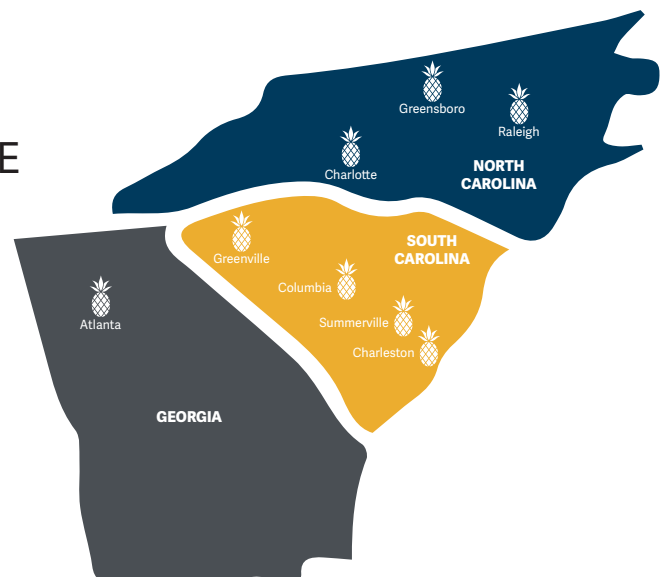 Greensboro
Raleigh
E
NORTH
CAROLINA
Charlotte
SOUTH
CAROLINA
Greenville
Columbia
Summerville
Atlanta
Charleston
GEORGIA